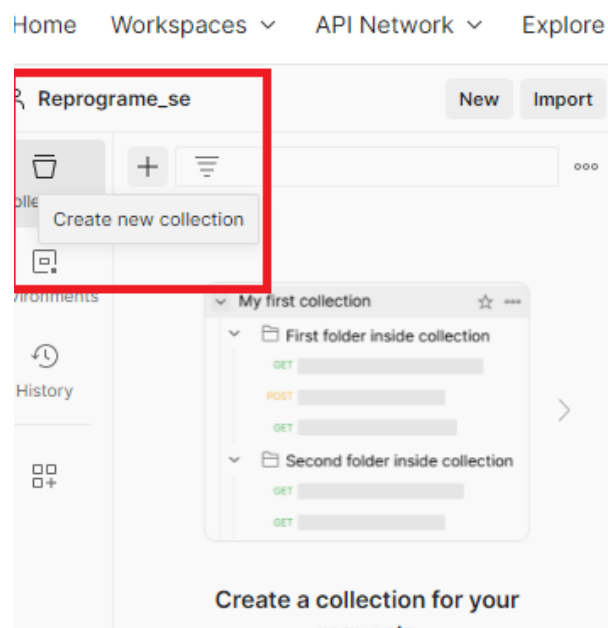 Home Workspaces API Network Explore
Reprograme_se New Import
Create new collection
My first collection
First folder inside collection
GET
POST
GET
Second folder inside collection
GET
GET
History
Create a collection for your